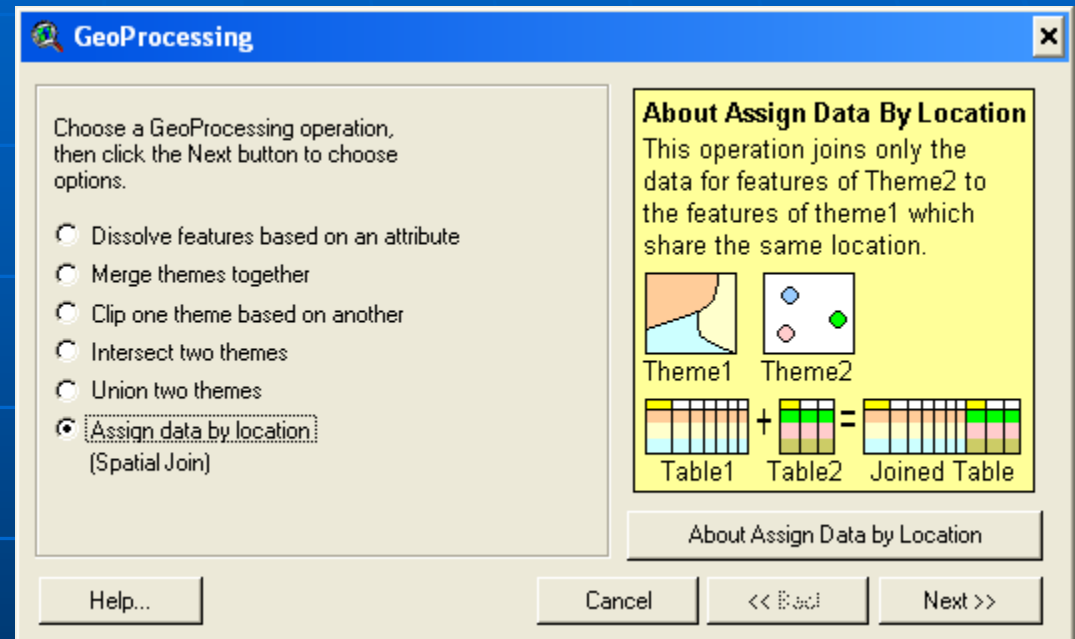 GeoProcessing
Choose a GeoProcessing operation,
then click the Next button to choose
options.
Dissolve features based on an attribute
Merge themes together
Clip one theme based on another
Intersect two themes
Union two themes
Assign data by location
(Spatial Join)
About Assign Data By Location
This operation joins only the
data for features of Theme2 to
the features of theme1 which
share the same location.
Theme1 Theme2
+ =
Table1 Table2 Joined Table
About Assign Data by Location
Help... Cancel << Back Next >>